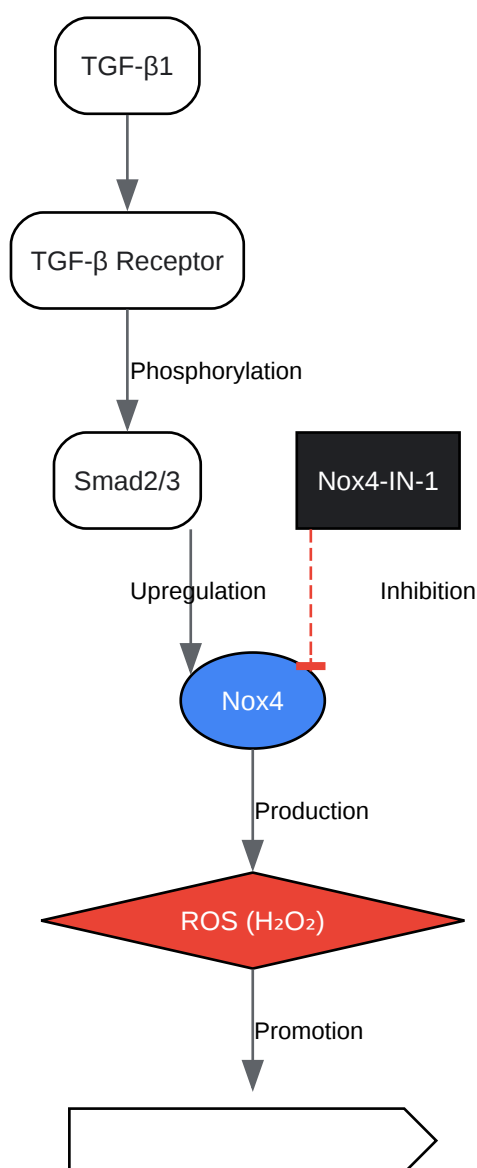 TGF-β1
TGF-β Receptor
Phosphorylation
Smad2/3
Nox4-IN-1
Upregulation
Inhibition
Nox4
Production
ROS (H₂O₂)
Promotion